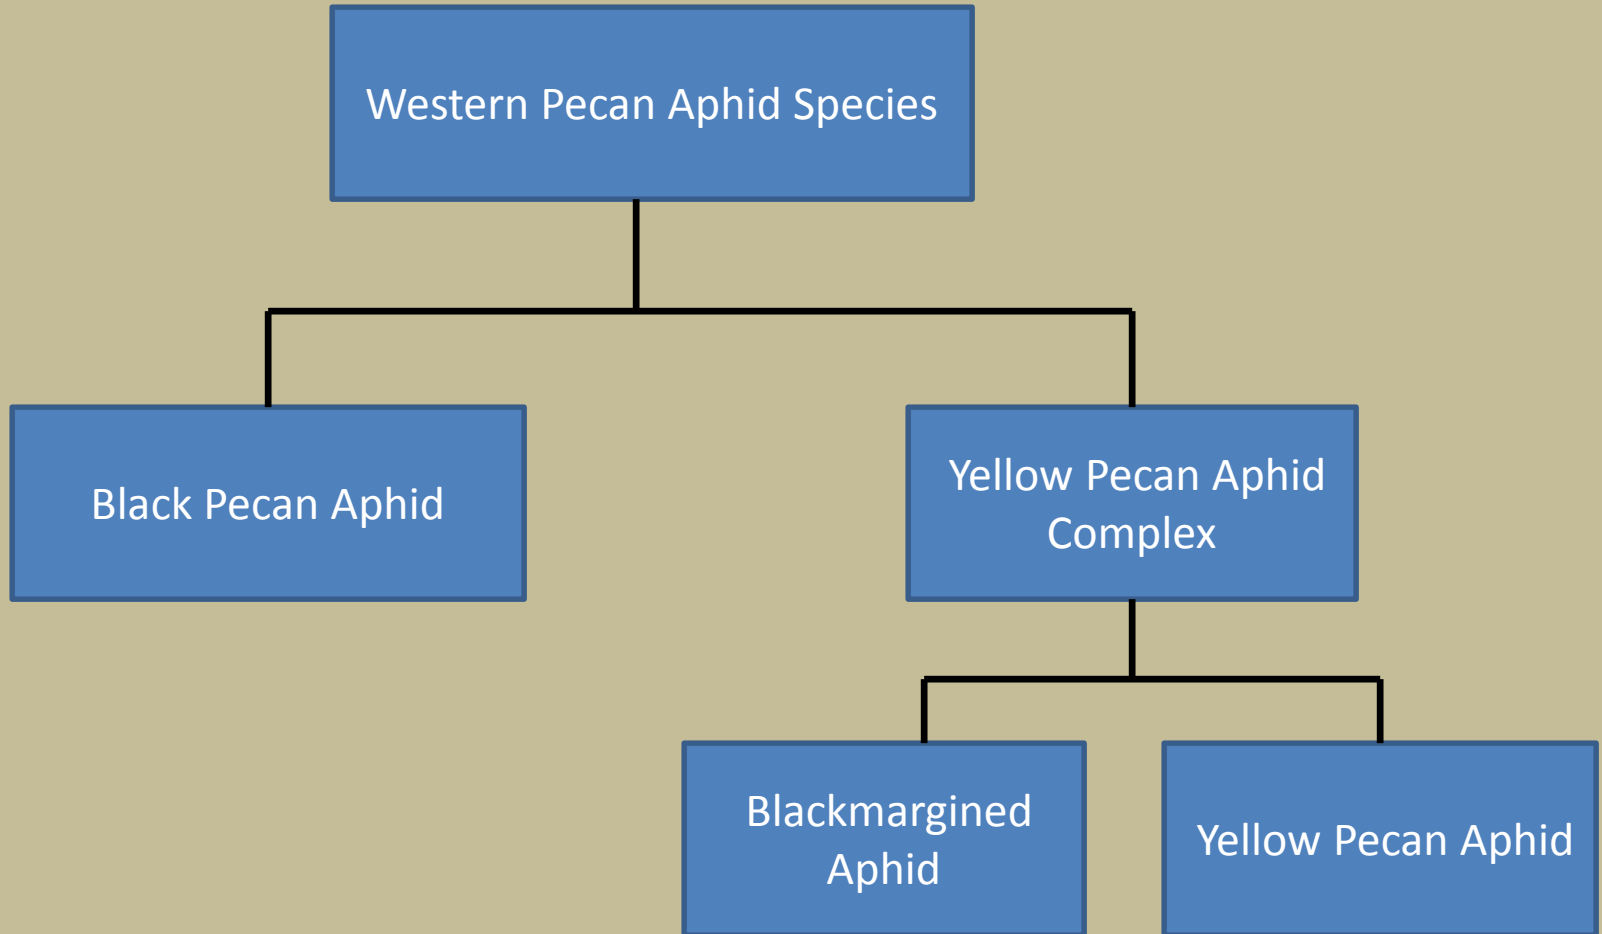 Western Pecan Aphid Species
Black Pecan Aphid
Yellow Pecan Aphid
Complex
Blackmargined
Aphid
Yellow Pecan Aphid